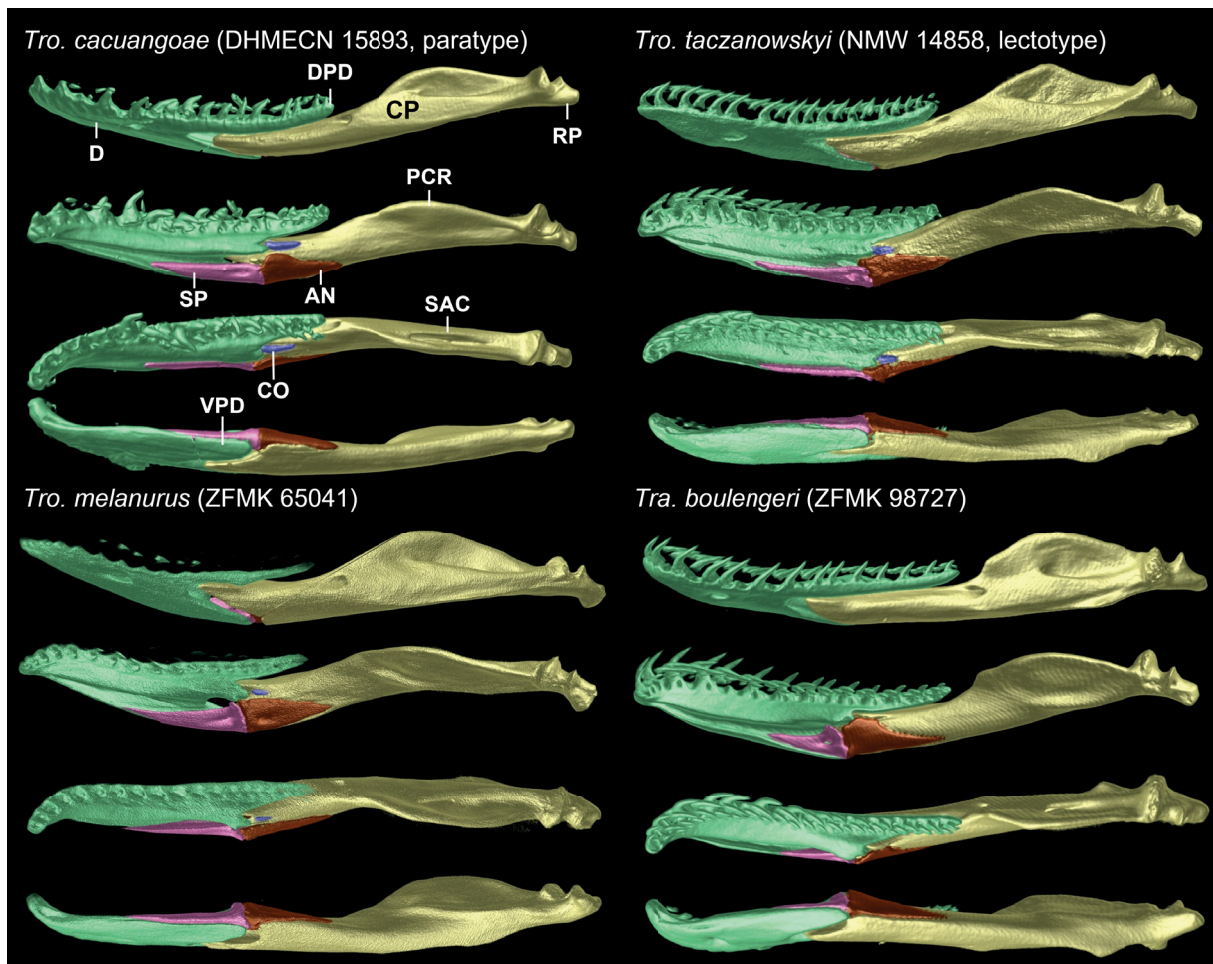 Tro. cacuangoae (DHMECN 15893, paratype)
DPD
CP
D
RP
PCR
SP
AN
SAC
CO
VPD
Tro. taczanowskyi (NMW 14858, lectotype)
Tro. melanurus (ZFMK 65041)
Tra. boulengeri (ZFMK 98727)